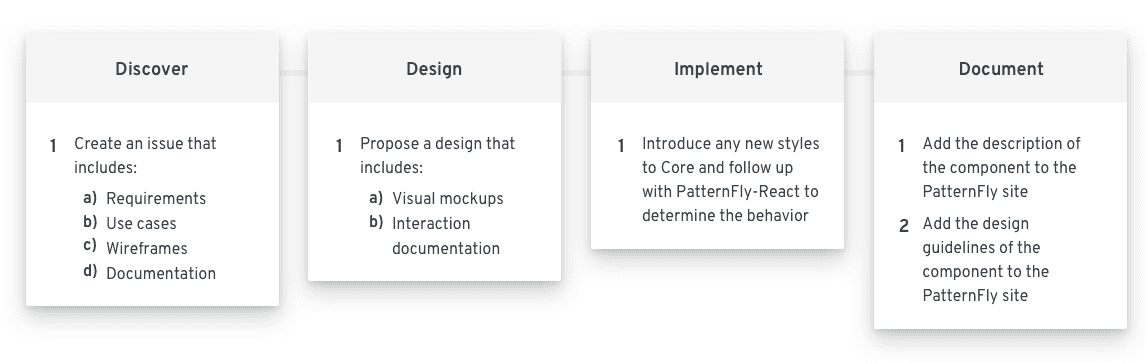 Discover
1 Create an issue that
includes:
a) Requirements
b) Use cases
c) Wireframes
d) Documentation
Design
1 Propose a design that
includes:
a) Visual mockups
b) Interaction
documentation
Implement
1 Introduce any new styles
to Core and follow up
with PatternFly-React to
determine the behavior
Document
1 Add the description of
the component to the
PatternFly site
2 Add the design
guidelines of the
component to the
PatternFly site